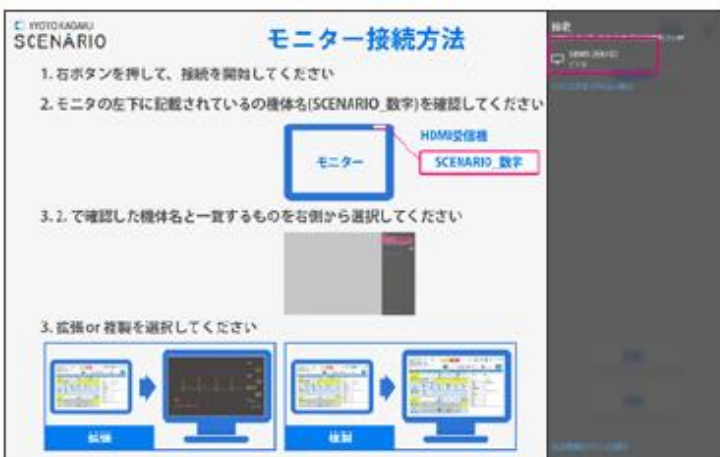 KYOTO KAGAKU
SCENARIO
モニター接続方法
1. 右ボタンを押して、接続を開始してください
2. モニタの左下に記載されているの機体名(SCENARIO_数字)を確認してください
HDMI受信機
モニター
SCENARIO_数字
3. 2. で確認した機体名と一致するものを右側から選択してください
3. 拡張or 複製を選択してください
拡張
複製
接続